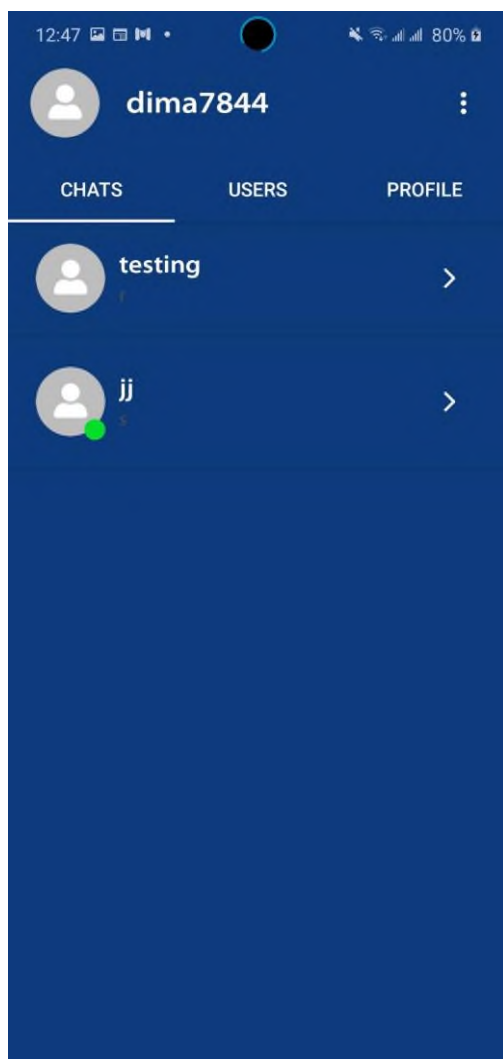 12:47 80%
dima7844
CHATS USERS PROFILE
testing
r
jj
s